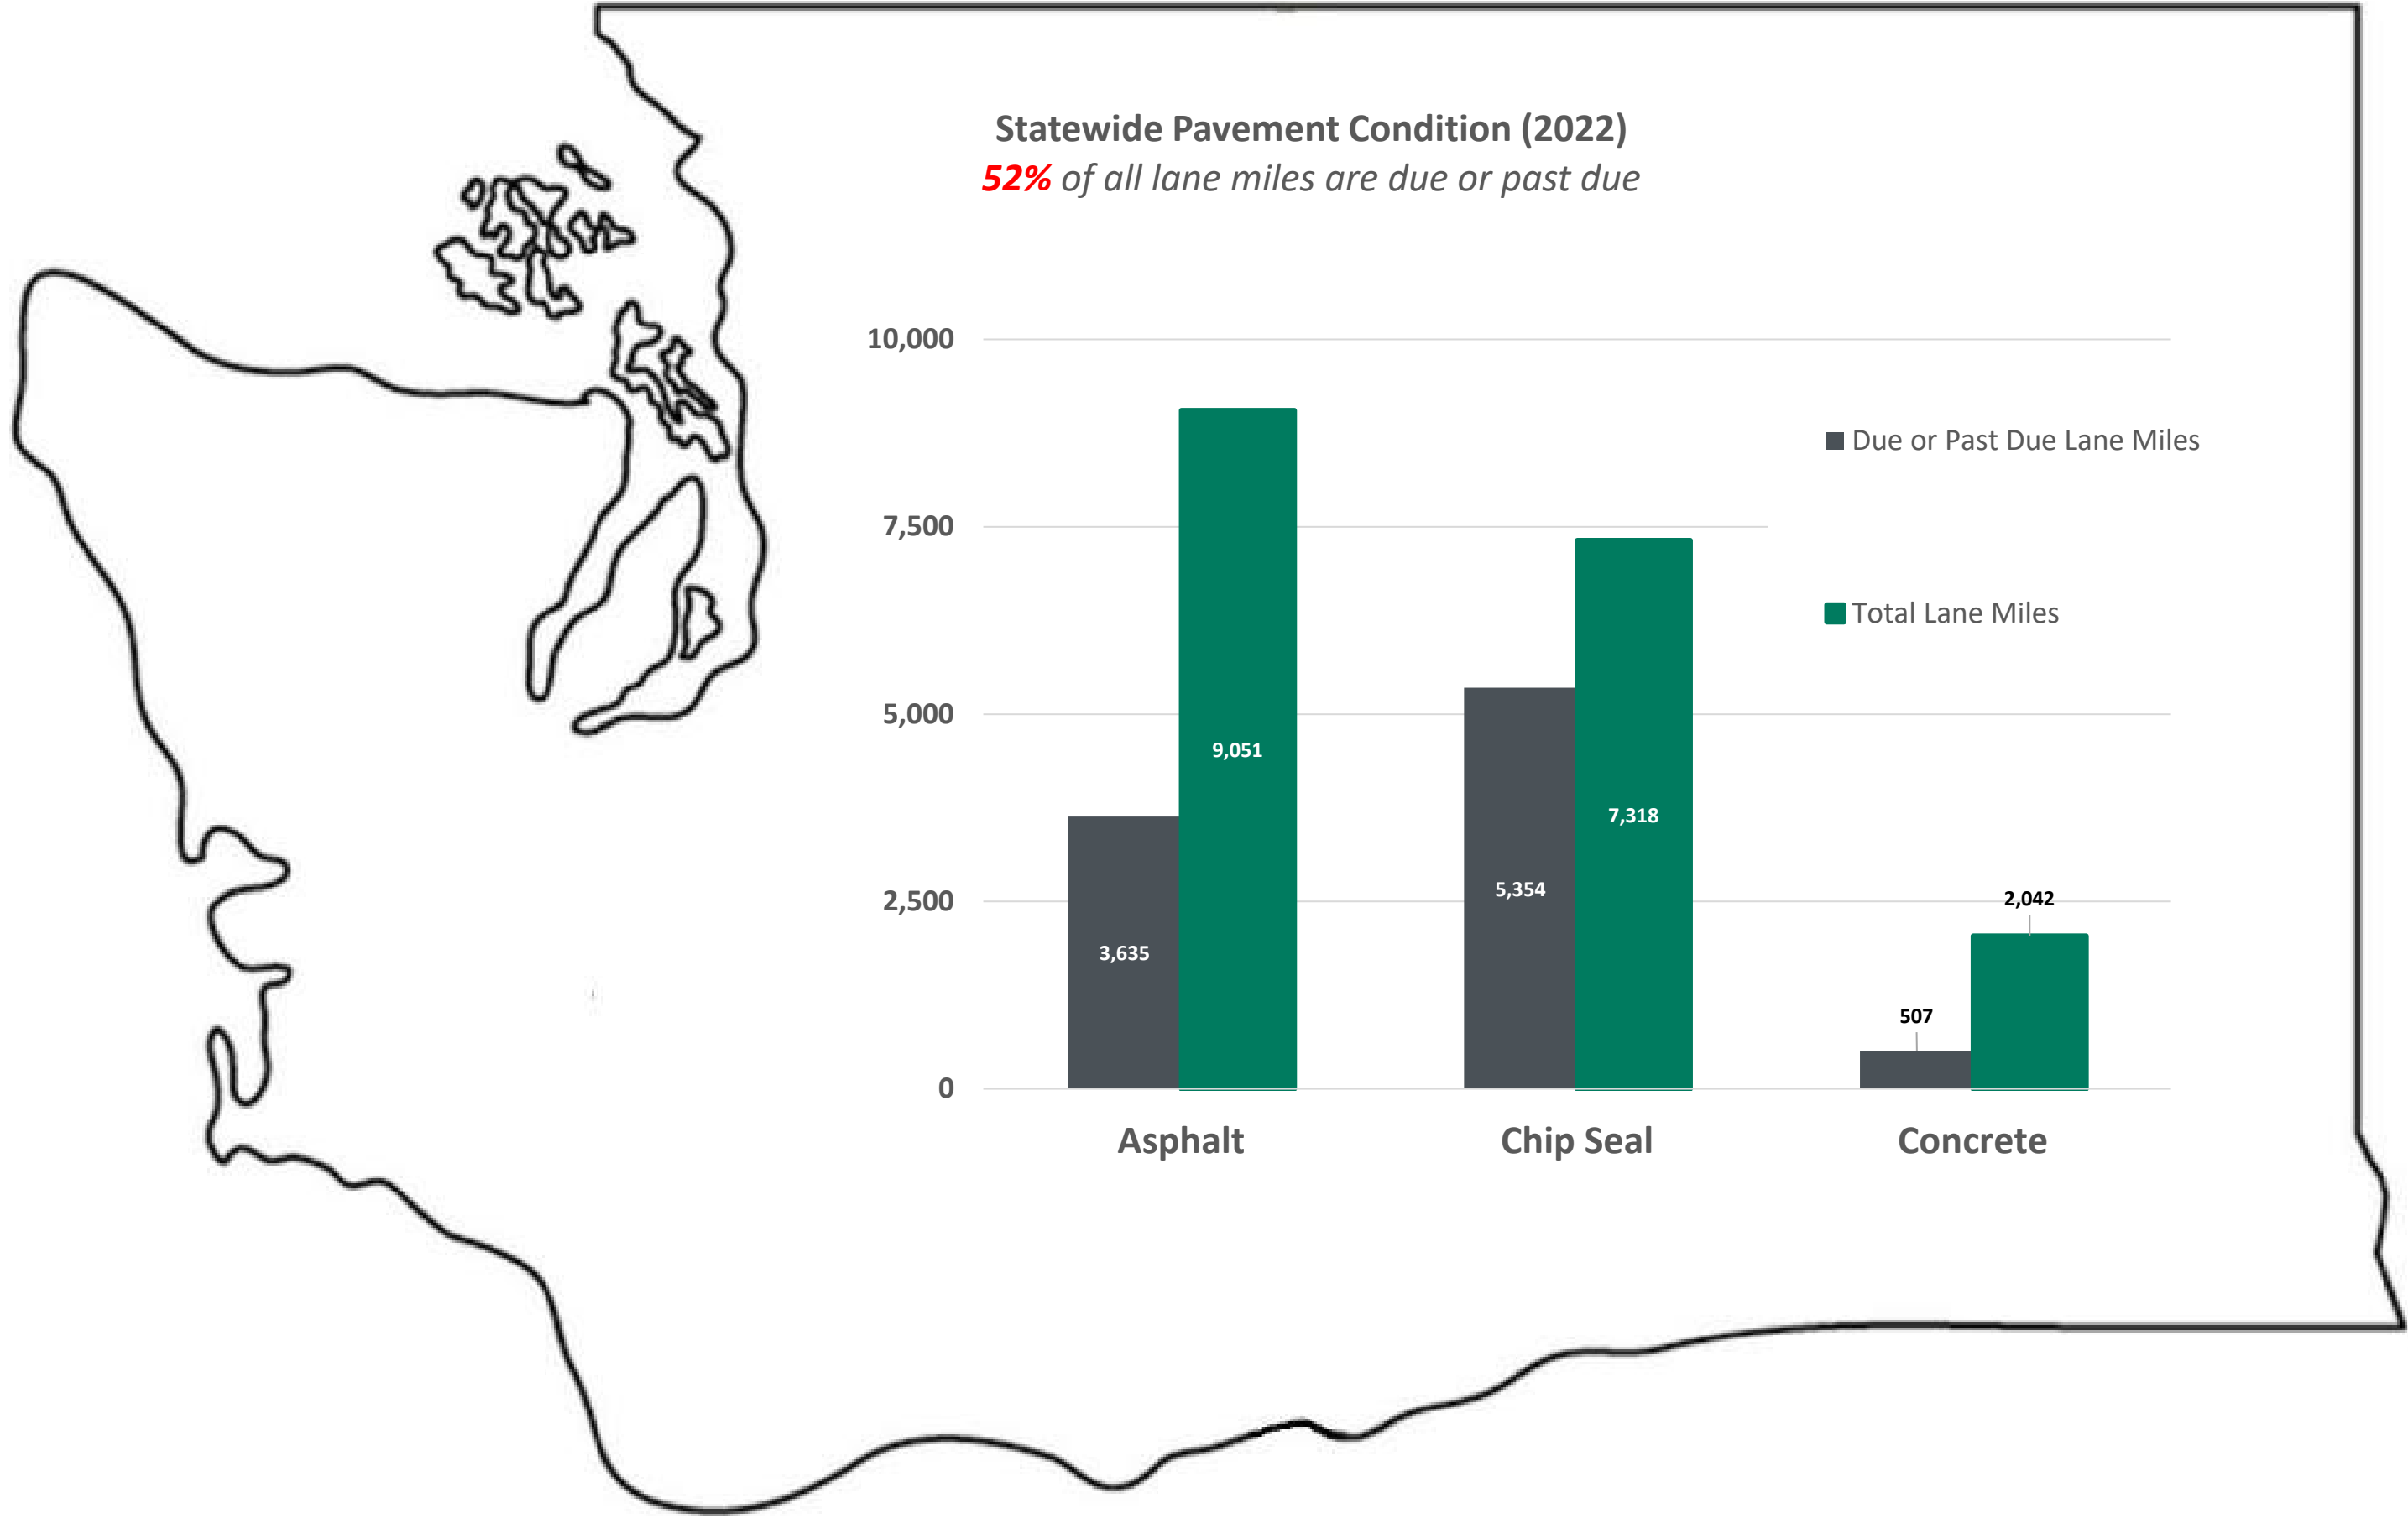 Statewide Pavement Condition (2022)
52% of all lane miles are due or past due
10,000
7,500
5,000
2,500
0
Due or Past Due Lane Miles
Total Lane Miles
3,635
9,051
5,354
7,318
507
2,042
Asphalt
Chip Seal
Concrete